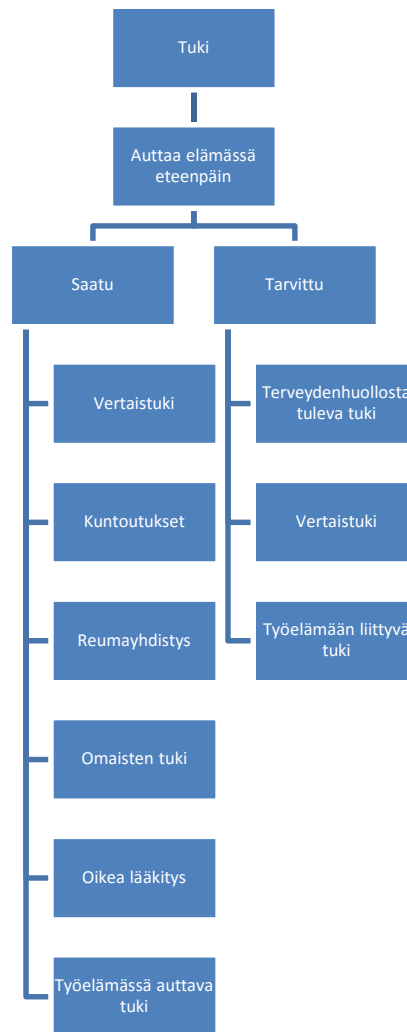 Tuki
Auttaa elämässä
eteenpäin
Saatu
Tarvittu
Vertaistuki
Kuntoutukset
Reumayhdistys
Omaisten tuki
Oikea lääkitys
Työelämässä auttava
tuki
Terveydenhuollosta
tuleva tuki
Vertaistuki
Työelämään liittyvä
tuki